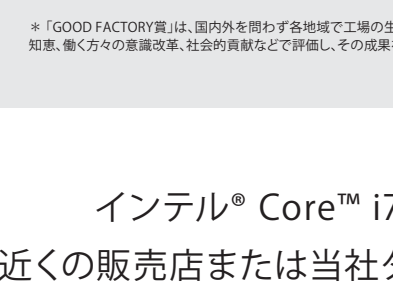 ＊「GOOD FACTORY賞」は、国内外を問わず各地域で工場の生
知恵、働く方々の意識改革、社会的貢献などで評価し、その成果
インテル® Core™ i7
近くの販売店または当社